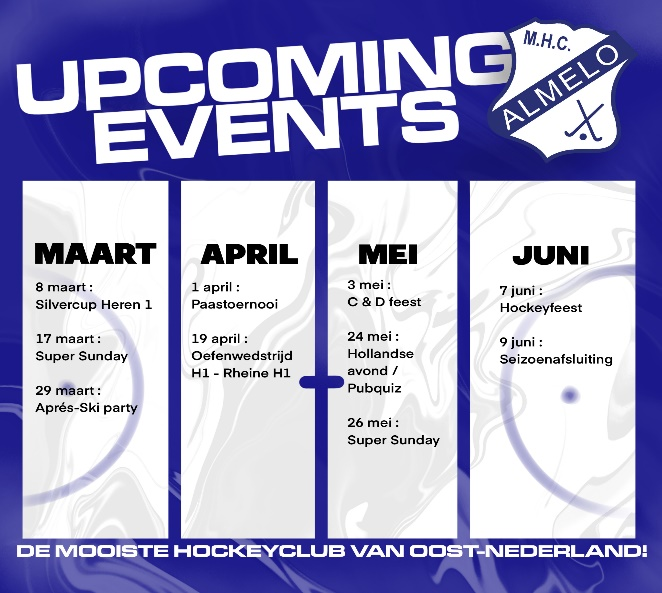 UPCOMING
EVENTS
M.H.C.
ALMELO
MAART
8 maart :
Silvercup Heren 1
17 maart :
Super Sunday
29 maart :
Aprés-Ski party
APRIL
1 april :
Paastoernooi
19 april :
Oefenwedstrijd
H1 - Rheine H1
MEI
3 mei :
C & D feest
24 mei :
Hollandse
avond /
Pubquiz
26 mei :
Super Sunday
JUNI
7 juni :
Hockeyfeest
9 juni :
Seizoenafsluiting
DE MOOISTE HOCKEYCLUB VAN OOST-NEDERLAND!